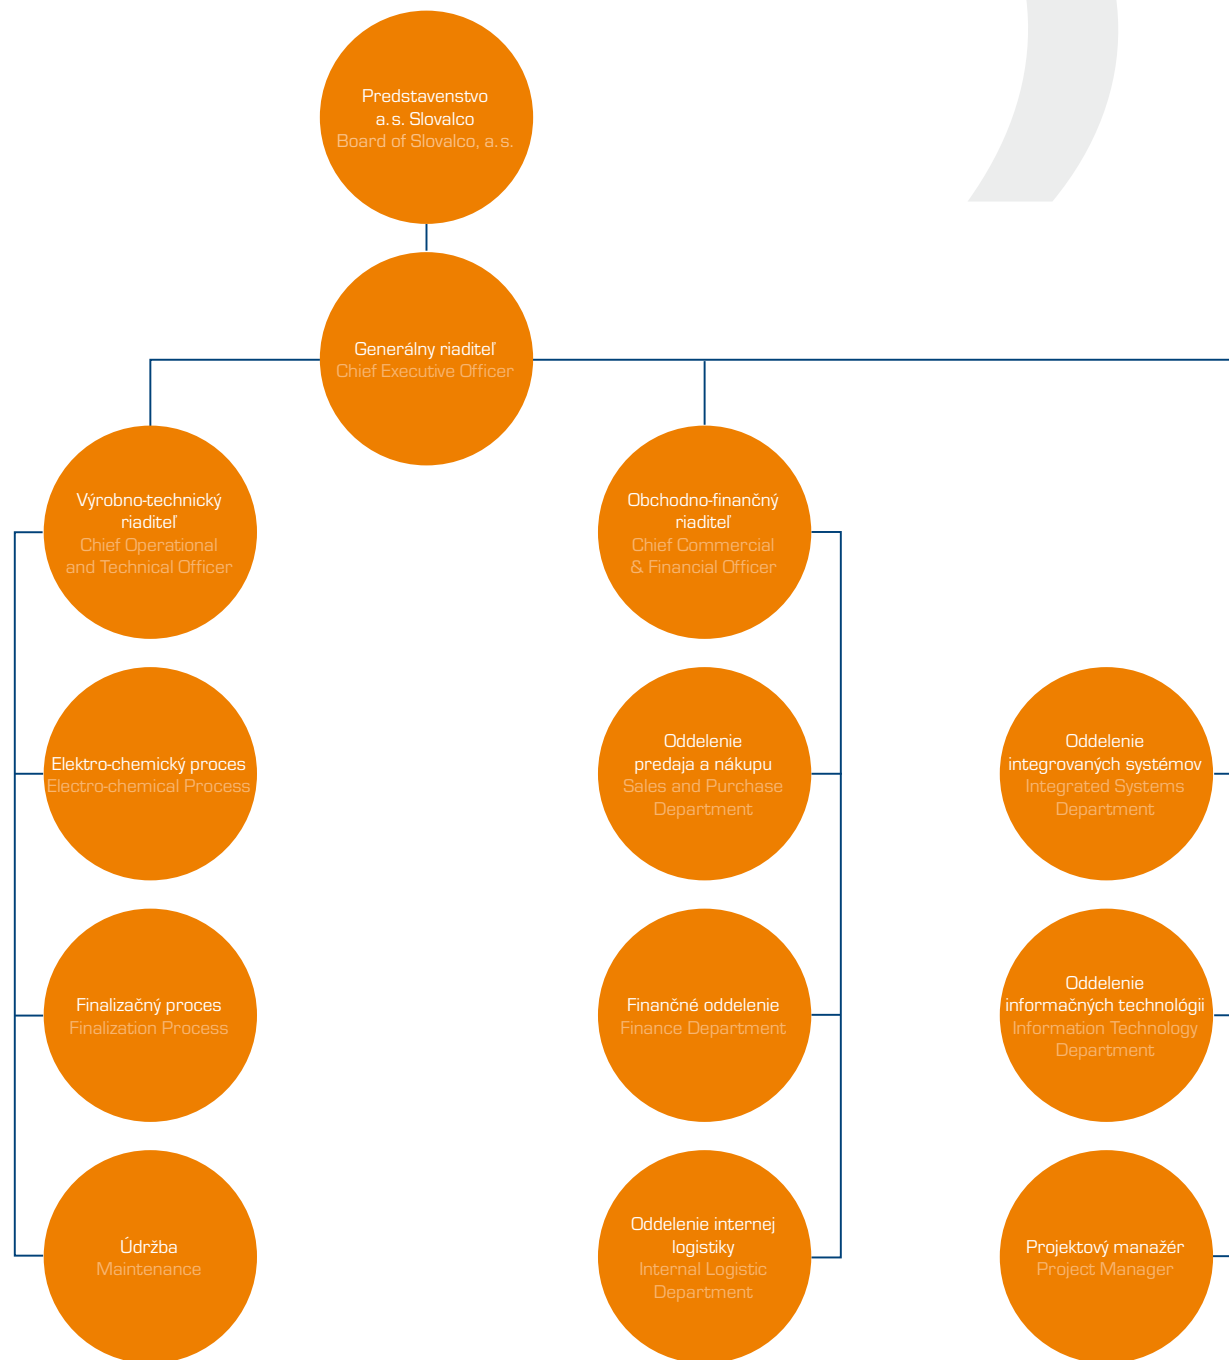 Predstavenstvo
a. s. Slovalco
Board of Slovalco, a. s.
Generálny riaditeľ
Chief Executive Officer
Výrobno-technický
riaditeľ
Chief Operational
and Technical Officer
Obchodno-finančný
riaditeľ
Chief Commercial
& Financial Officer
Elektro-chemický proces
Electro-chemical Process
Oddelenie
predaja a nákupu
Sales and Purchase
Department
Oddelenie
integrovaných systémov
Integrated Systems
Department
Finalizačný proces
Finalization Process
Finančné oddelenie
Finance Department
Oddelenie
informačných technológii
Information Technology
Department
Údržba
Maintenance
Oddelenie internej
logistiky
Internal Logistic
Department
Projektový manažér
Project Manager